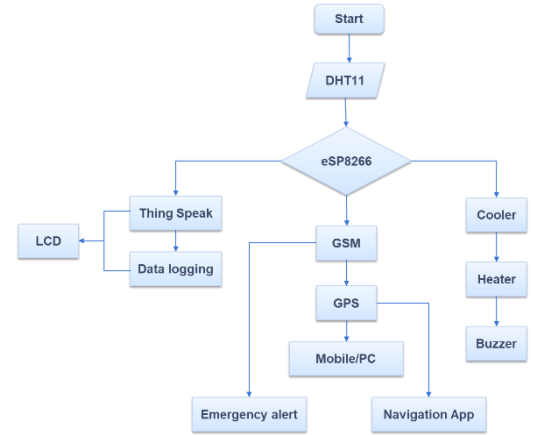 Start
DHT11
eSP8266
Thing Speak
Cooler
LCD
GSM
Data logging
Heater
GPS
Mobile/PC
Buzzer
Emergency alert
Navigation App